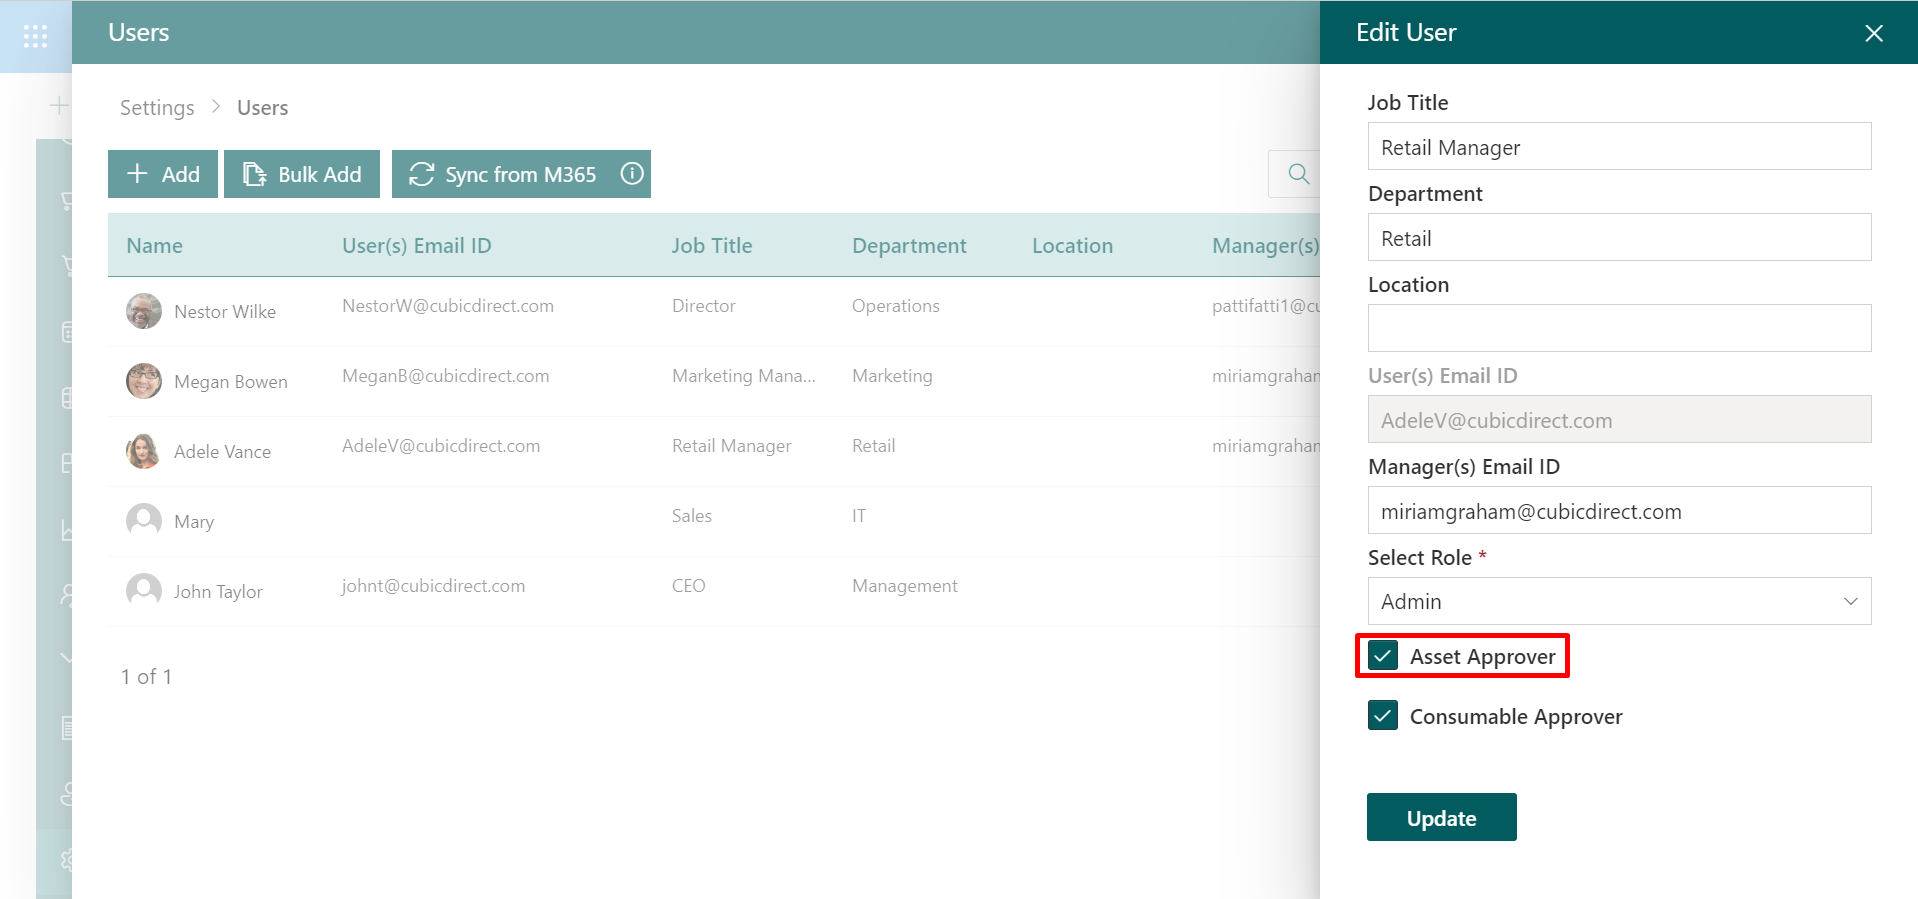 Users
Settings > Users
Add Bulk Add Sync from M365
Name User(s) Email ID Job Title Department Location Manager(s)
Nestor Wilke NestorW@cubicdirect.com Director Operations pattifatti1@cu
Megan Bowen MeganB@cubicdirect.com Marketing Mana... Marketing miriamgraham
Adele Vance AdeleV@cubicdirect.com Retail Manager Retail miriamgraham
Mary Sales IT
John Taylor johnt@cubicdirect.com CEO Management
1 of 1
Edit User
Job Title
Retail Manager
Department
Retail
Location
User(s) Email ID
AdeleV@cubicdirect.com
Manager(s) Email ID
miriamgraham@cubicdirect.com
Select Role *
Admin
Asset Approver
Consumable Approver
Update